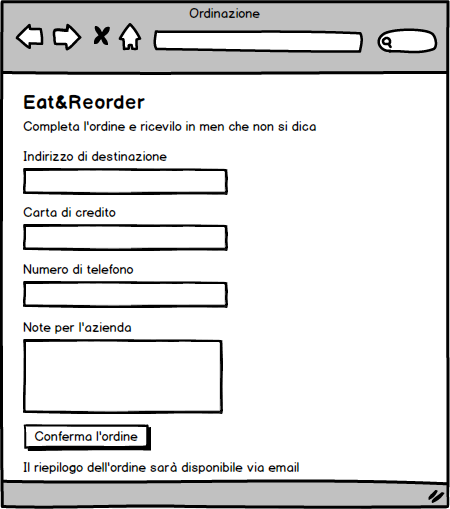 Ordinazione
Eat&Reorder
Completa l'ordine e ricevilo in men che non si dica
Indirizzo di destinazione
Carta di credito
Numero di telefono
Note per l'azienda
Conferma l'ordine
Il riepilogo dell'ordine sarà disponibile via email